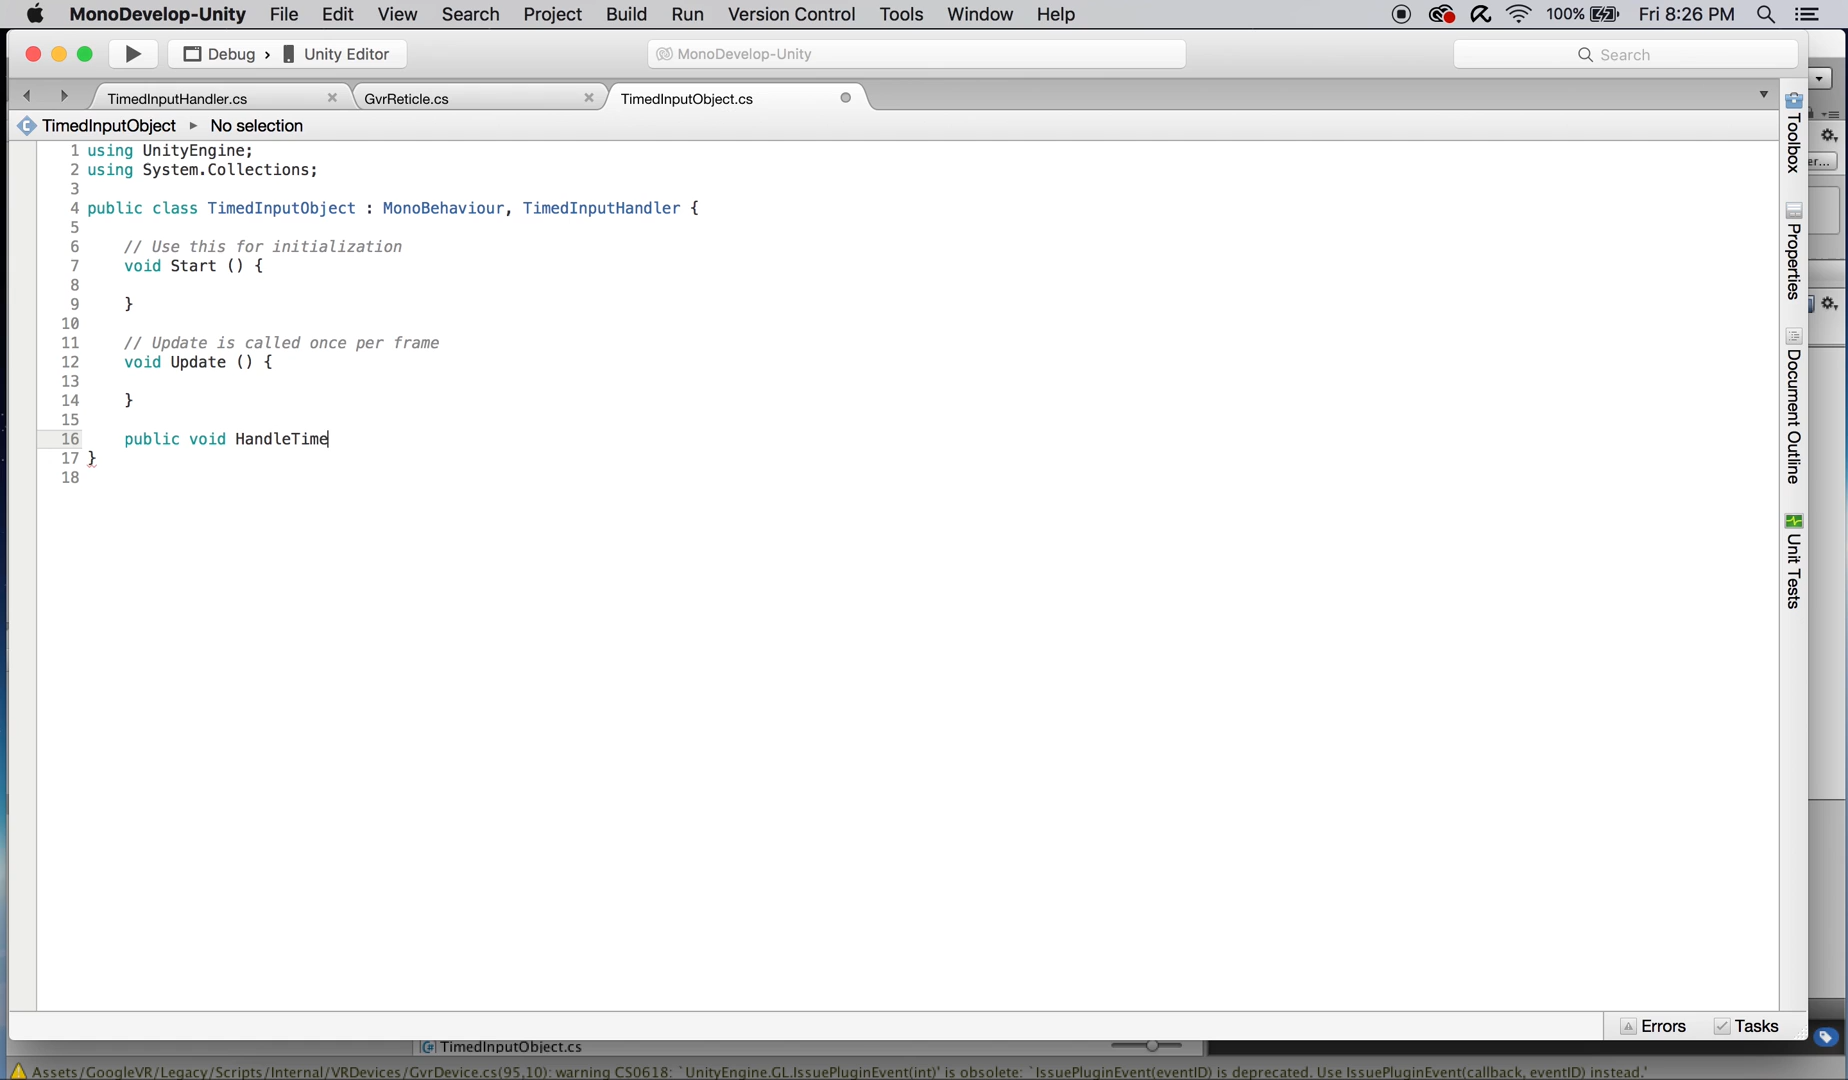 MonoDevelop-Unity File Edit View Search Project Build Run Version Control Tools Window Help 100% Fri 8:26 PM
Debug › Unity Editor MonoDevelop-Unity Search
TimedInputHandler.cs GvrReticle.cs TimedInputObject.cs
TimedInputObject No selection
1 using UnityEngine;
2 using System.Collections;
3
4 public class TimedInputObject : MonoBehaviour, TimedInputHandler {
5
6 // Use this for initialization
7 void Start () {
8
9 }
10
11 // Update is called once per frame
12 void Update () {
13
14 }
15
16 public void HandleTime
17 }
18
Toolbox
Properties
Document Outline
Unit Tests
er...
Errors Tasks
TimedInputObject.cs
Assets/GoogleVR/Legacy/Scripts/Internal/VRDevices/GvrDevice.cs(95,10): warning CS0618: `UnityEngine.GL.IssuePluginEvent(int)' is obsolete: `IssuePluginEvent(eventID) is deprecated. Use IssuePluginEvent(callback, eventID) instead.'